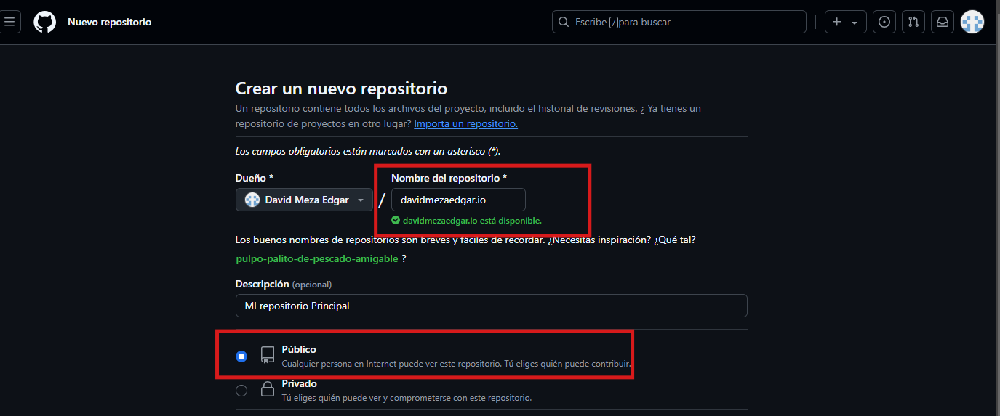 Nuevo repositorio
Escribe / para buscar
Crear un nuevo repositorio
Un repositorio contiene todos los archivos del proyecto, incluido el historial de revisiones. ¿ Ya tienes un
repositorio de proyectos en otro lugar? Importa un repositorio.
Los campos obligatorios están marcados con un asterisco (*).
Dueño *
Nombre del repositorio *
David Meza Edgar
/
davidmezaedgar.io
davidmezaedgar.io está disponible.
Los buenos nombres de repositorios son breves y fáciles de recordar. ¿Necesitas inspiración? ¿Qué tal?
pulpo-palito-de-pescado-amigable ?
Descripción (opcional)
MI repositorio Principal
Público
Cualquier persona en Internet puede ver este repositorio. Tú eliges quién puede contribuir.
Privado
Tú eliges quién puede ver y comprometerse con este repositorio.